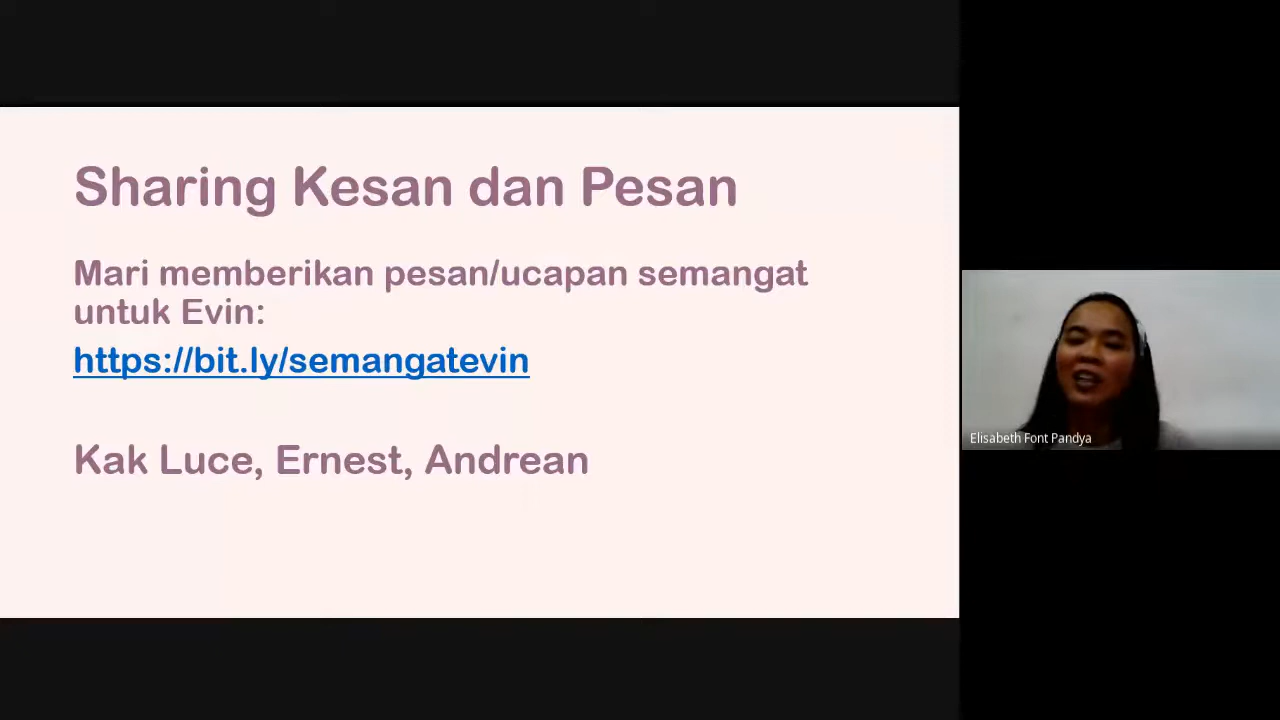 Sharing Kesan dan Pesan
Mari memberikan pesan/ucapan semangat
untuk Evin:
https://bit.ly/semangatevin
Kak Luce, Ernest, Andrean
Elisabeth Font Pandya